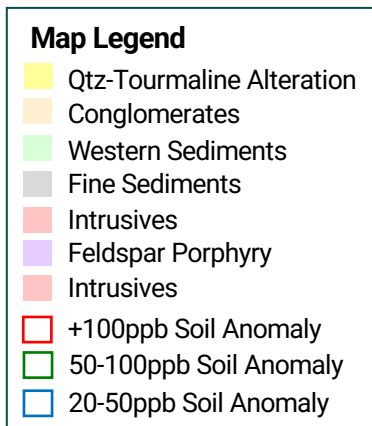 Map Legend
Qtz-Tourmaline Alteration
Conglomerates
Western Sediments
Fine Sediments
Intrusives
Feldspar Porphyry
Intrusives
+100ppb Soil Anomaly
50-100ppb Soil Anomaly
20-50ppb Soil Anomaly